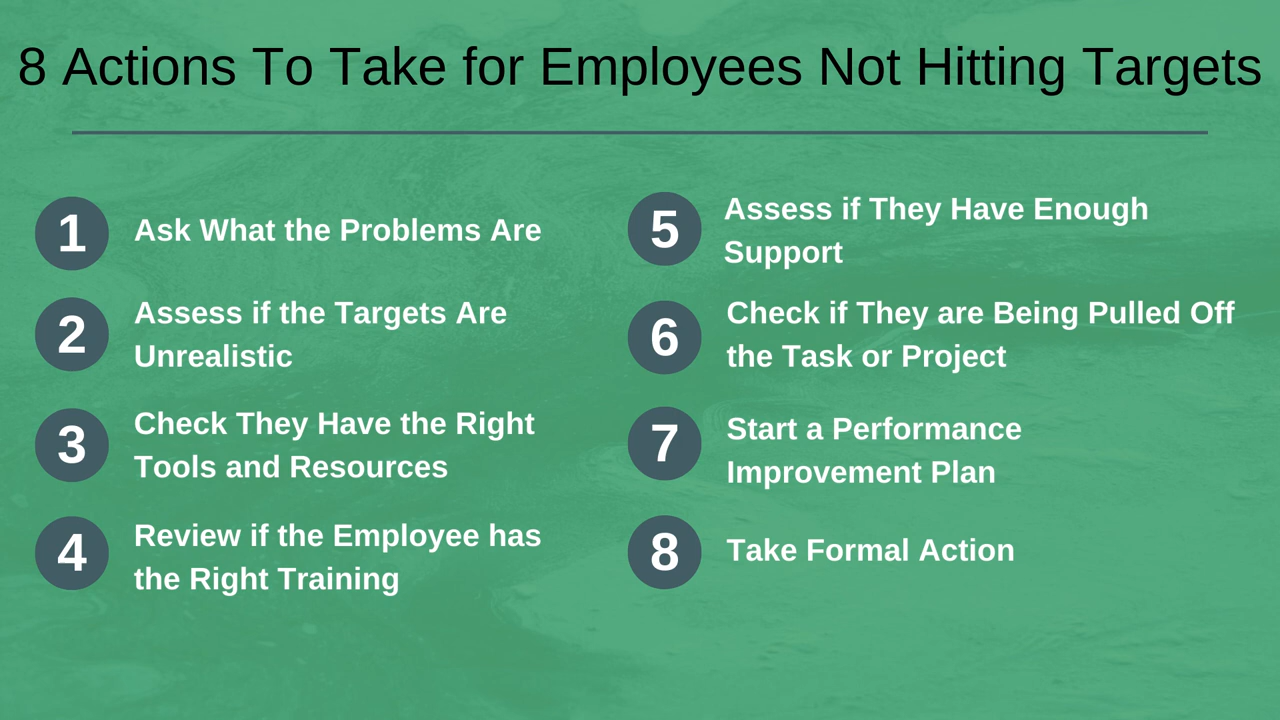 8 Actions To Take for Employees Not Hitting Targets
1
Ask What the Problems Are
2
Assess if the Targets Are
Unrealistic
3
Check They Have the Right
Tools and Resources
4
Review if the Employee has
the Right Training
5
Assess if They Have Enough
Support
6
Check if They are Being Pulled Off
the Task or Project
7
Start a Performance
Improvement Plan
8
Take Formal Action